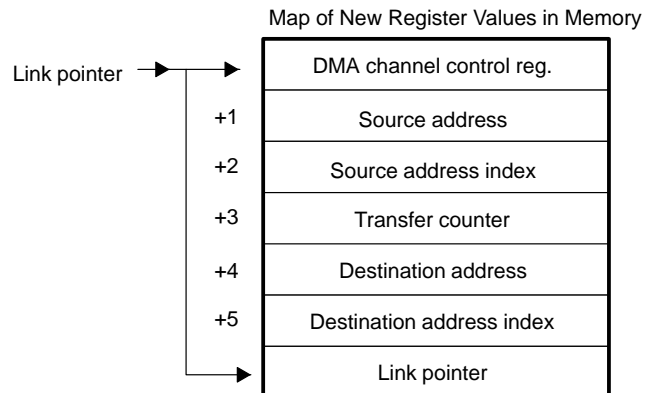 Map of New Register Values in Memory
Link pointer
DMA channel control reg.
+1 Source address
+2 Source address index
+3 Transfer counter
+4 Destination address
+5 Destination address index
Link pointer